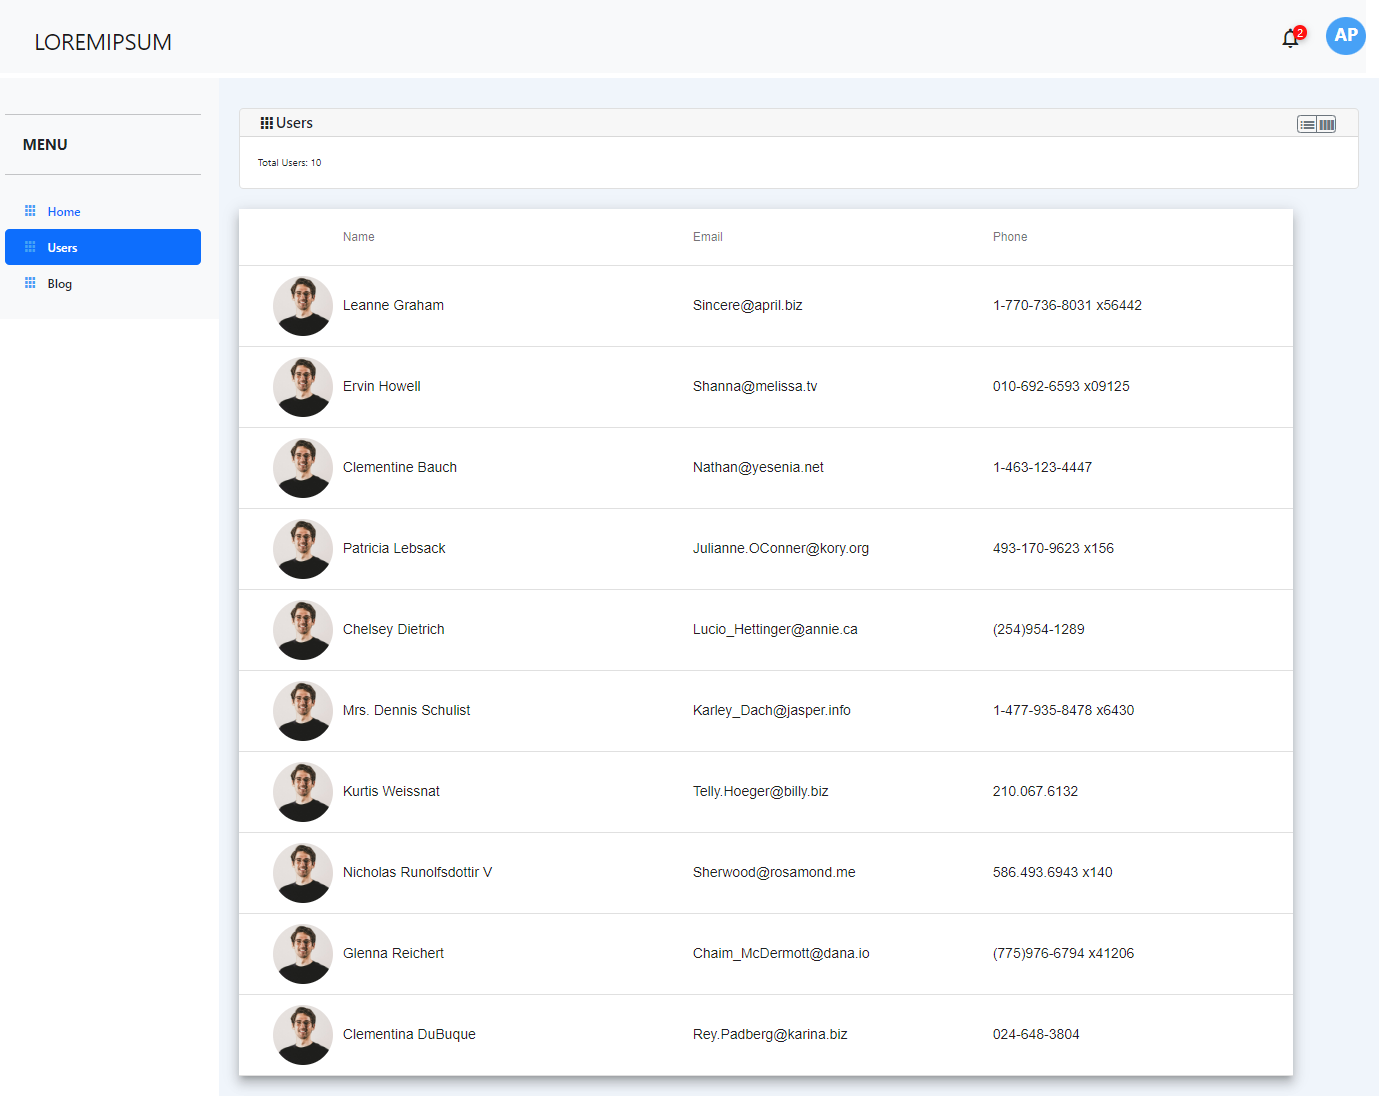 LOREMIPSUM
2
AP
MENU
Home
Users
Blog
Users
Total Users: 10
Name Email Phone
Leanne Graham Sincere@april.biz 1-770-736-8031 x56442
Ervin Howell Shanna@melissa.tv 010-692-6593 x09125
Clementine Bauch Nathan@yesenia.net 1-463-123-4447
Patricia Lebsack Julianne.OConner@kory.org 493-170-9623 x156
Chelsey Dietrich Lucio_Hettinger@annie.ca (254)954-1289
Mrs. Dennis Schulist Karley_Dach@jasper.info 1-477-935-8478 x6430
Kurtis Weissnat Telly.Hoeger@billy.biz 210.067.6132
Nicholas Runolfsdottir V Sherwood@rosamond.me 586.493.6943 x140
Glenna Reichert Chaim_McDermott@dana.io (775)976-6794 x41206
Clementina DuBuque Rey.Padberg@karina.biz 024-648-3804